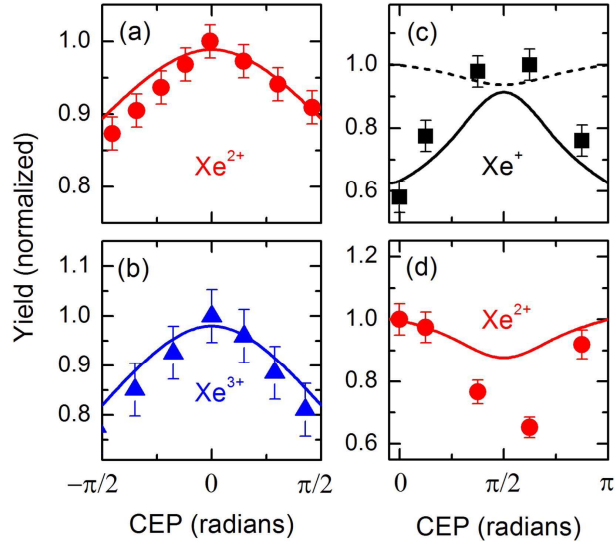 Yield (normalized)
(a)
1.0
0.9
0.8
Xe2+
(b)
1.1
1.0
0.9
0.8
Xe3+
−π/2
0
π/2
CEP (radians)
(c)
1.0
0.8
0.6
Xe+
(d)
1.2
1.0
0.8
0.6
Xe2+
0
π/2
π
CEP (radians)